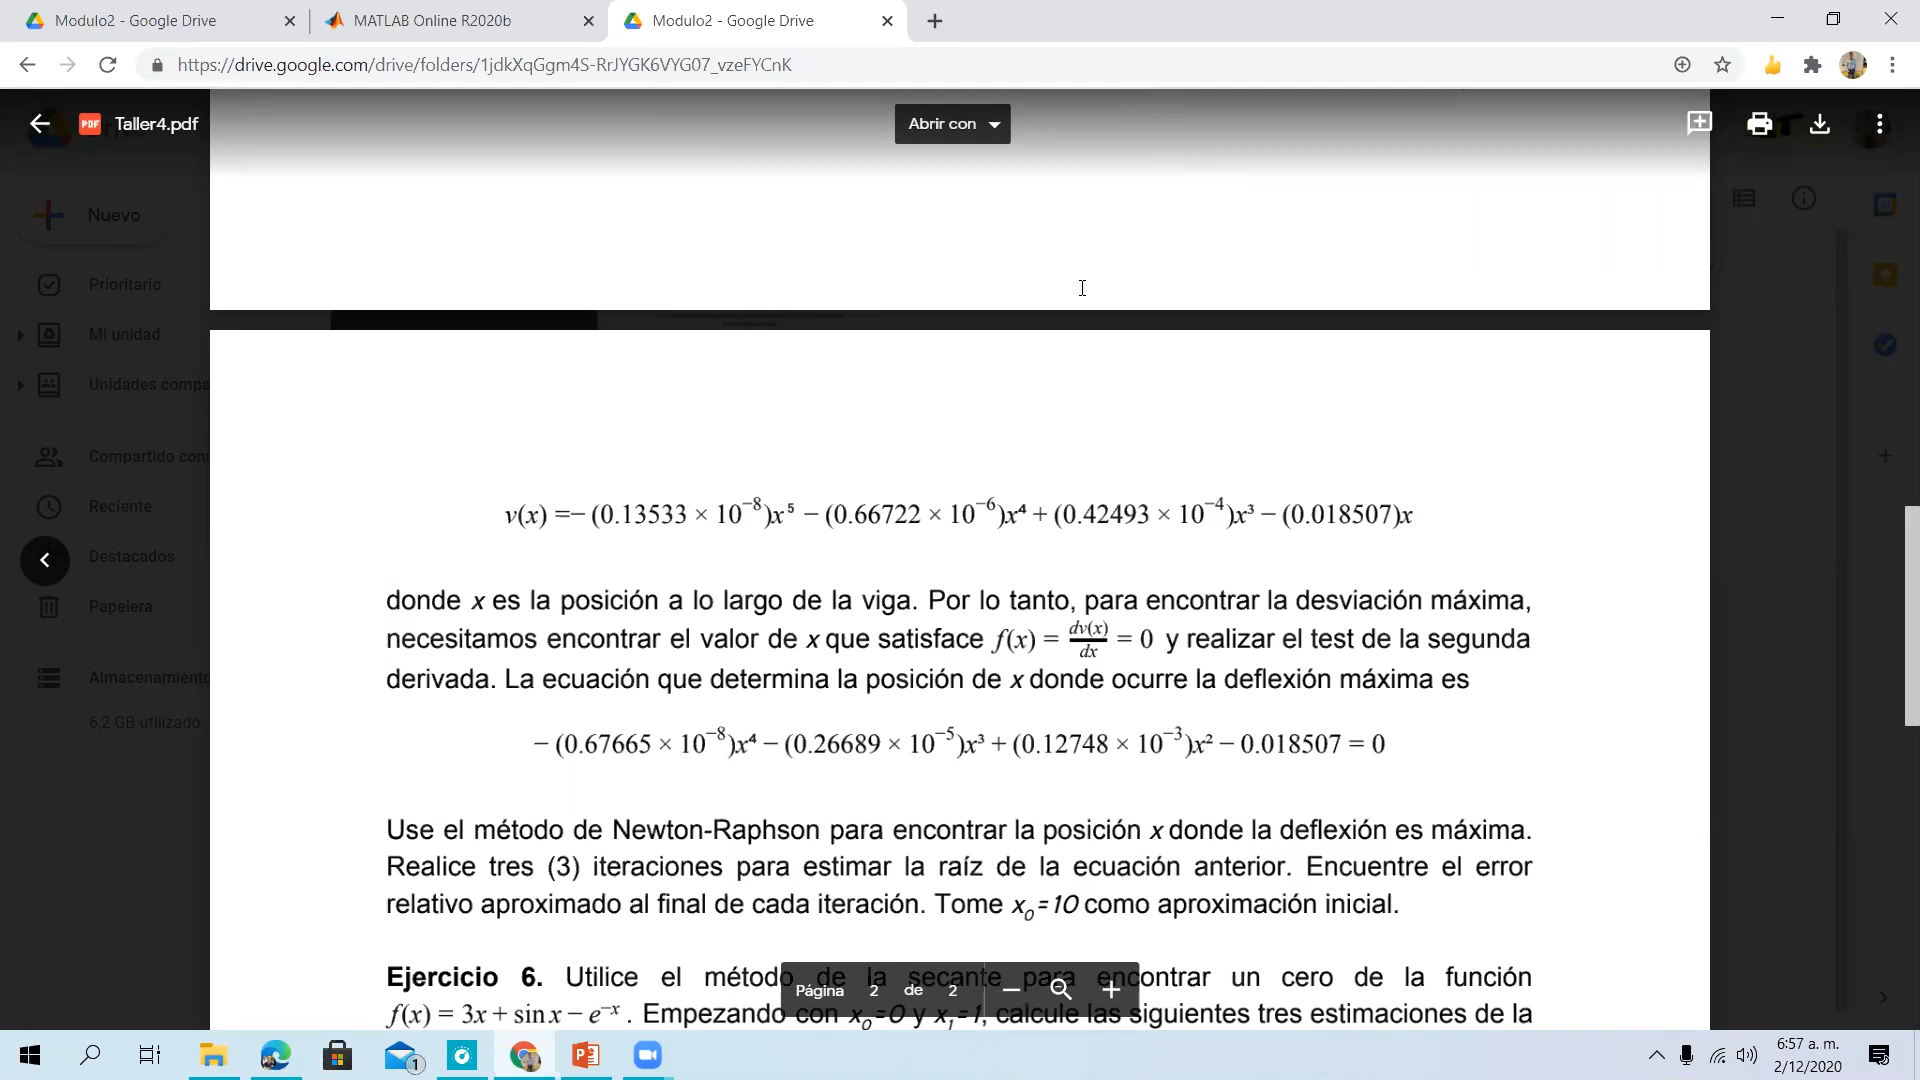 Modulo2 - Google Drive
MATLAB Online R2020b
Modulo2 - Google Drive
https://drive.google.com/drive/folders/1jdkXqGgm4S-RrJYGK6VYG07_vzeFYCnK
PDF
Taller4.pdf
Abrir con
Nuevo
Prioritario
Mi unidad
Unidades compa
Compartido con
Reciente
Destacados
Papelera
Almacenamiento
6,2 GB utilizado
v(x) =− (0.13533 × 10⁻⁸)x⁵ − (0.66722 × 10⁻⁶)x⁴ + (0.42493 × 10⁻⁴)x³ − (0.018507)x
donde x es la posición a lo largo de la viga. Por lo tanto, para encontrar la desviación máxima,
necesitamos encontrar el valor de x que satisface f(x) = dv(x)/dx = 0 y realizar el test de la segunda
derivada. La ecuación que determina la posición de x donde ocurre la deflexión máxima es
− (0.67665 × 10⁻⁸)x⁴ − (0.26689 × 10⁻⁵)x³ + (0.12748 × 10⁻³)x² − 0.018507 = 0
Use el método de Newton-Raphson para encontrar la posición x donde la deflexión es máxima.
Realice tres (3) iteraciones para estimar la raíz de la ecuación anterior. Encuentre el error
relativo aproximado al final de cada iteración. Tome x₀=10 como aproximación inicial.
Ejercicio 6. Utilice el método de la secante para encontrar un cero de la función
f(x) = 3x + sin x − e⁻ˣ. Empezando con x₀=0 y x₁=1, calcule las siguientes tres estimaciones de la
Página 2 de 2
1
6:57 a. m.
2/12/2020